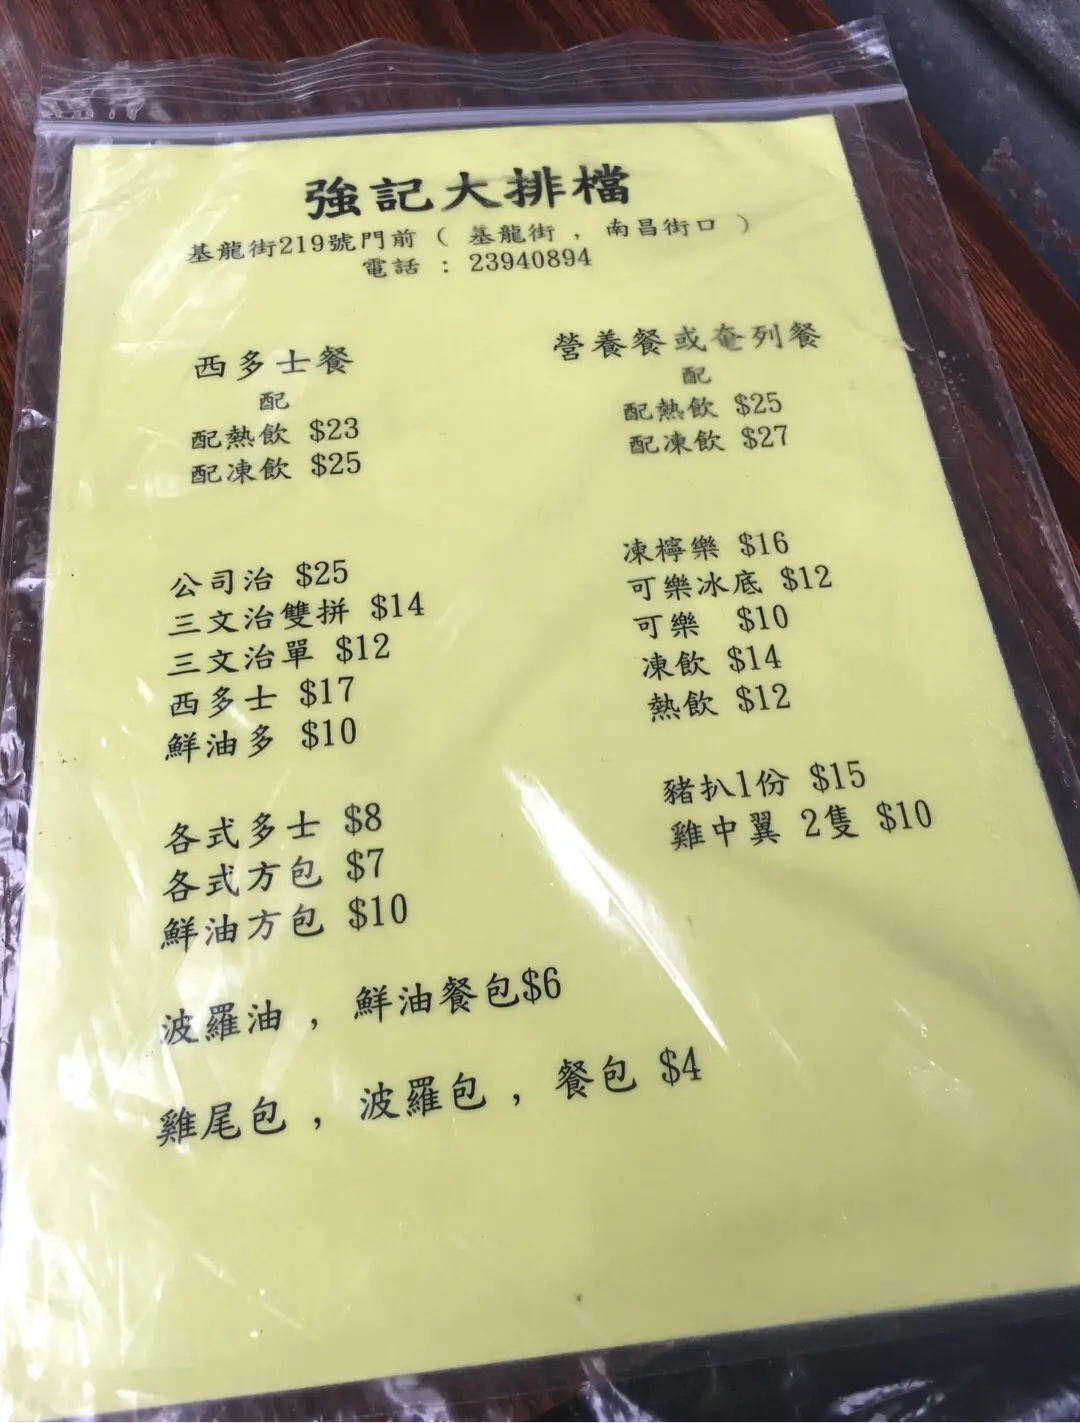 強記大排檔
基龍街219號門前（基龍街，南昌街口）
電話：23940894
西多士餐
配
配熱飲 $23
配凍飲 $25
營養餐或奄列餐
配
配熱飲 $25
配凍飲 $27
公司治 $25
三文治雙拼 $14
三文治單 $12
西多士 $17
鮮油多 $10
凍檸樂 $16
可樂冰底 $12
可樂 $10
凍飲 $14
熱飲 $12
各式多士 $8
各式方包 $7
鮮油方包 $10
豬扒1份 $15
雞中翼 2隻 $10
波羅油，鮮油餐包$6
雞尾包，波羅包，餐包 $4